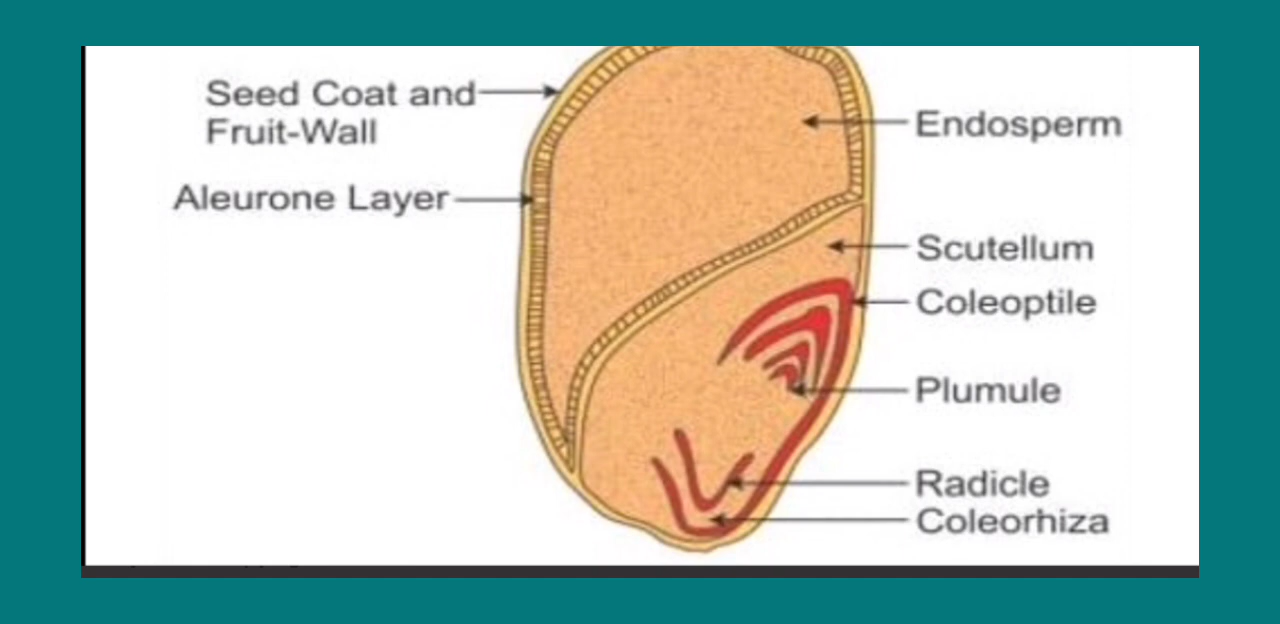 Seed Coat and
Fruit-Wall
Aleurone Layer
Endosperm
Scutellum
Coleoptile
Plumule
Radicle
Coleorhiza